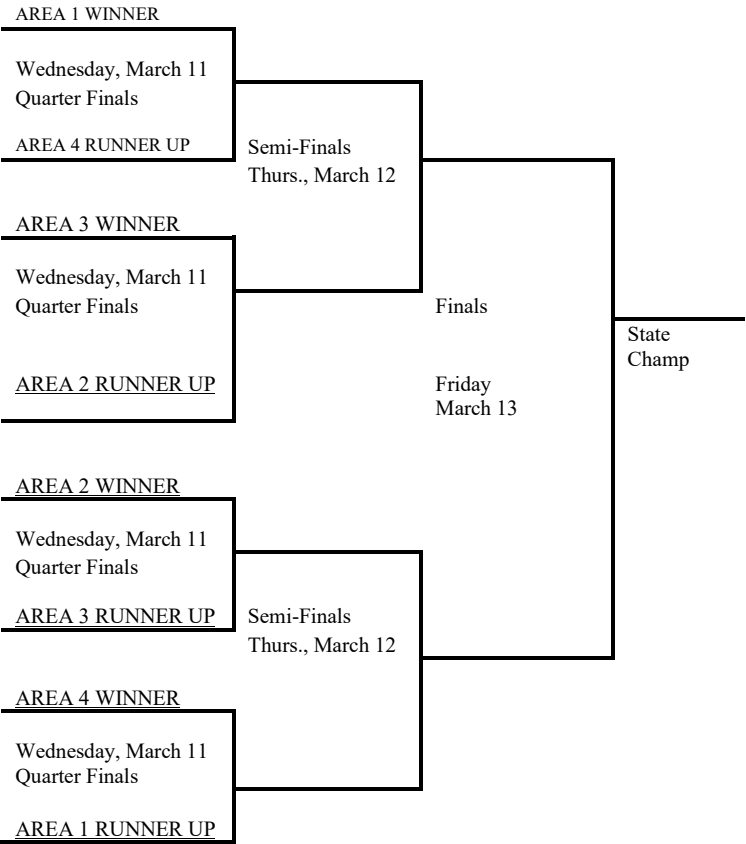 AREA 1 WINNER
Wednesday, March 11
Quarter Finals
AREA 4 RUNNER UP
Semi-Finals
Thurs., March 12
AREA 3 WINNER
Wednesday, March 11
Quarter Finals
AREA 2 RUNNER UP
Finals
Friday
March 13
State
Champ
AREA 2 WINNER
Wednesday, March 11
Quarter Finals
AREA 3 RUNNER UP
Semi-Finals
Thurs., March 12
AREA 4 WINNER
Wednesday, March 11
Quarter Finals
AREA 1 RUNNER UP